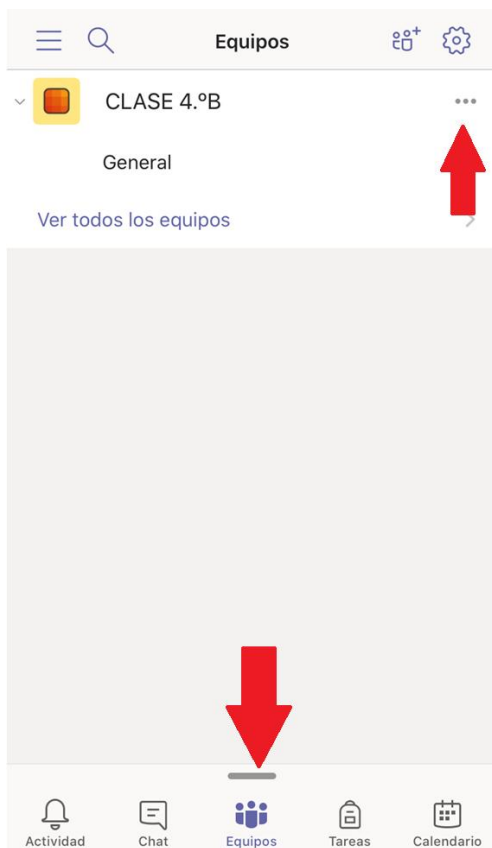 Equipos
CLASE 4.ºB
General
Ver todos los equipos
Actividad Chat Equipos Tareas Calendario